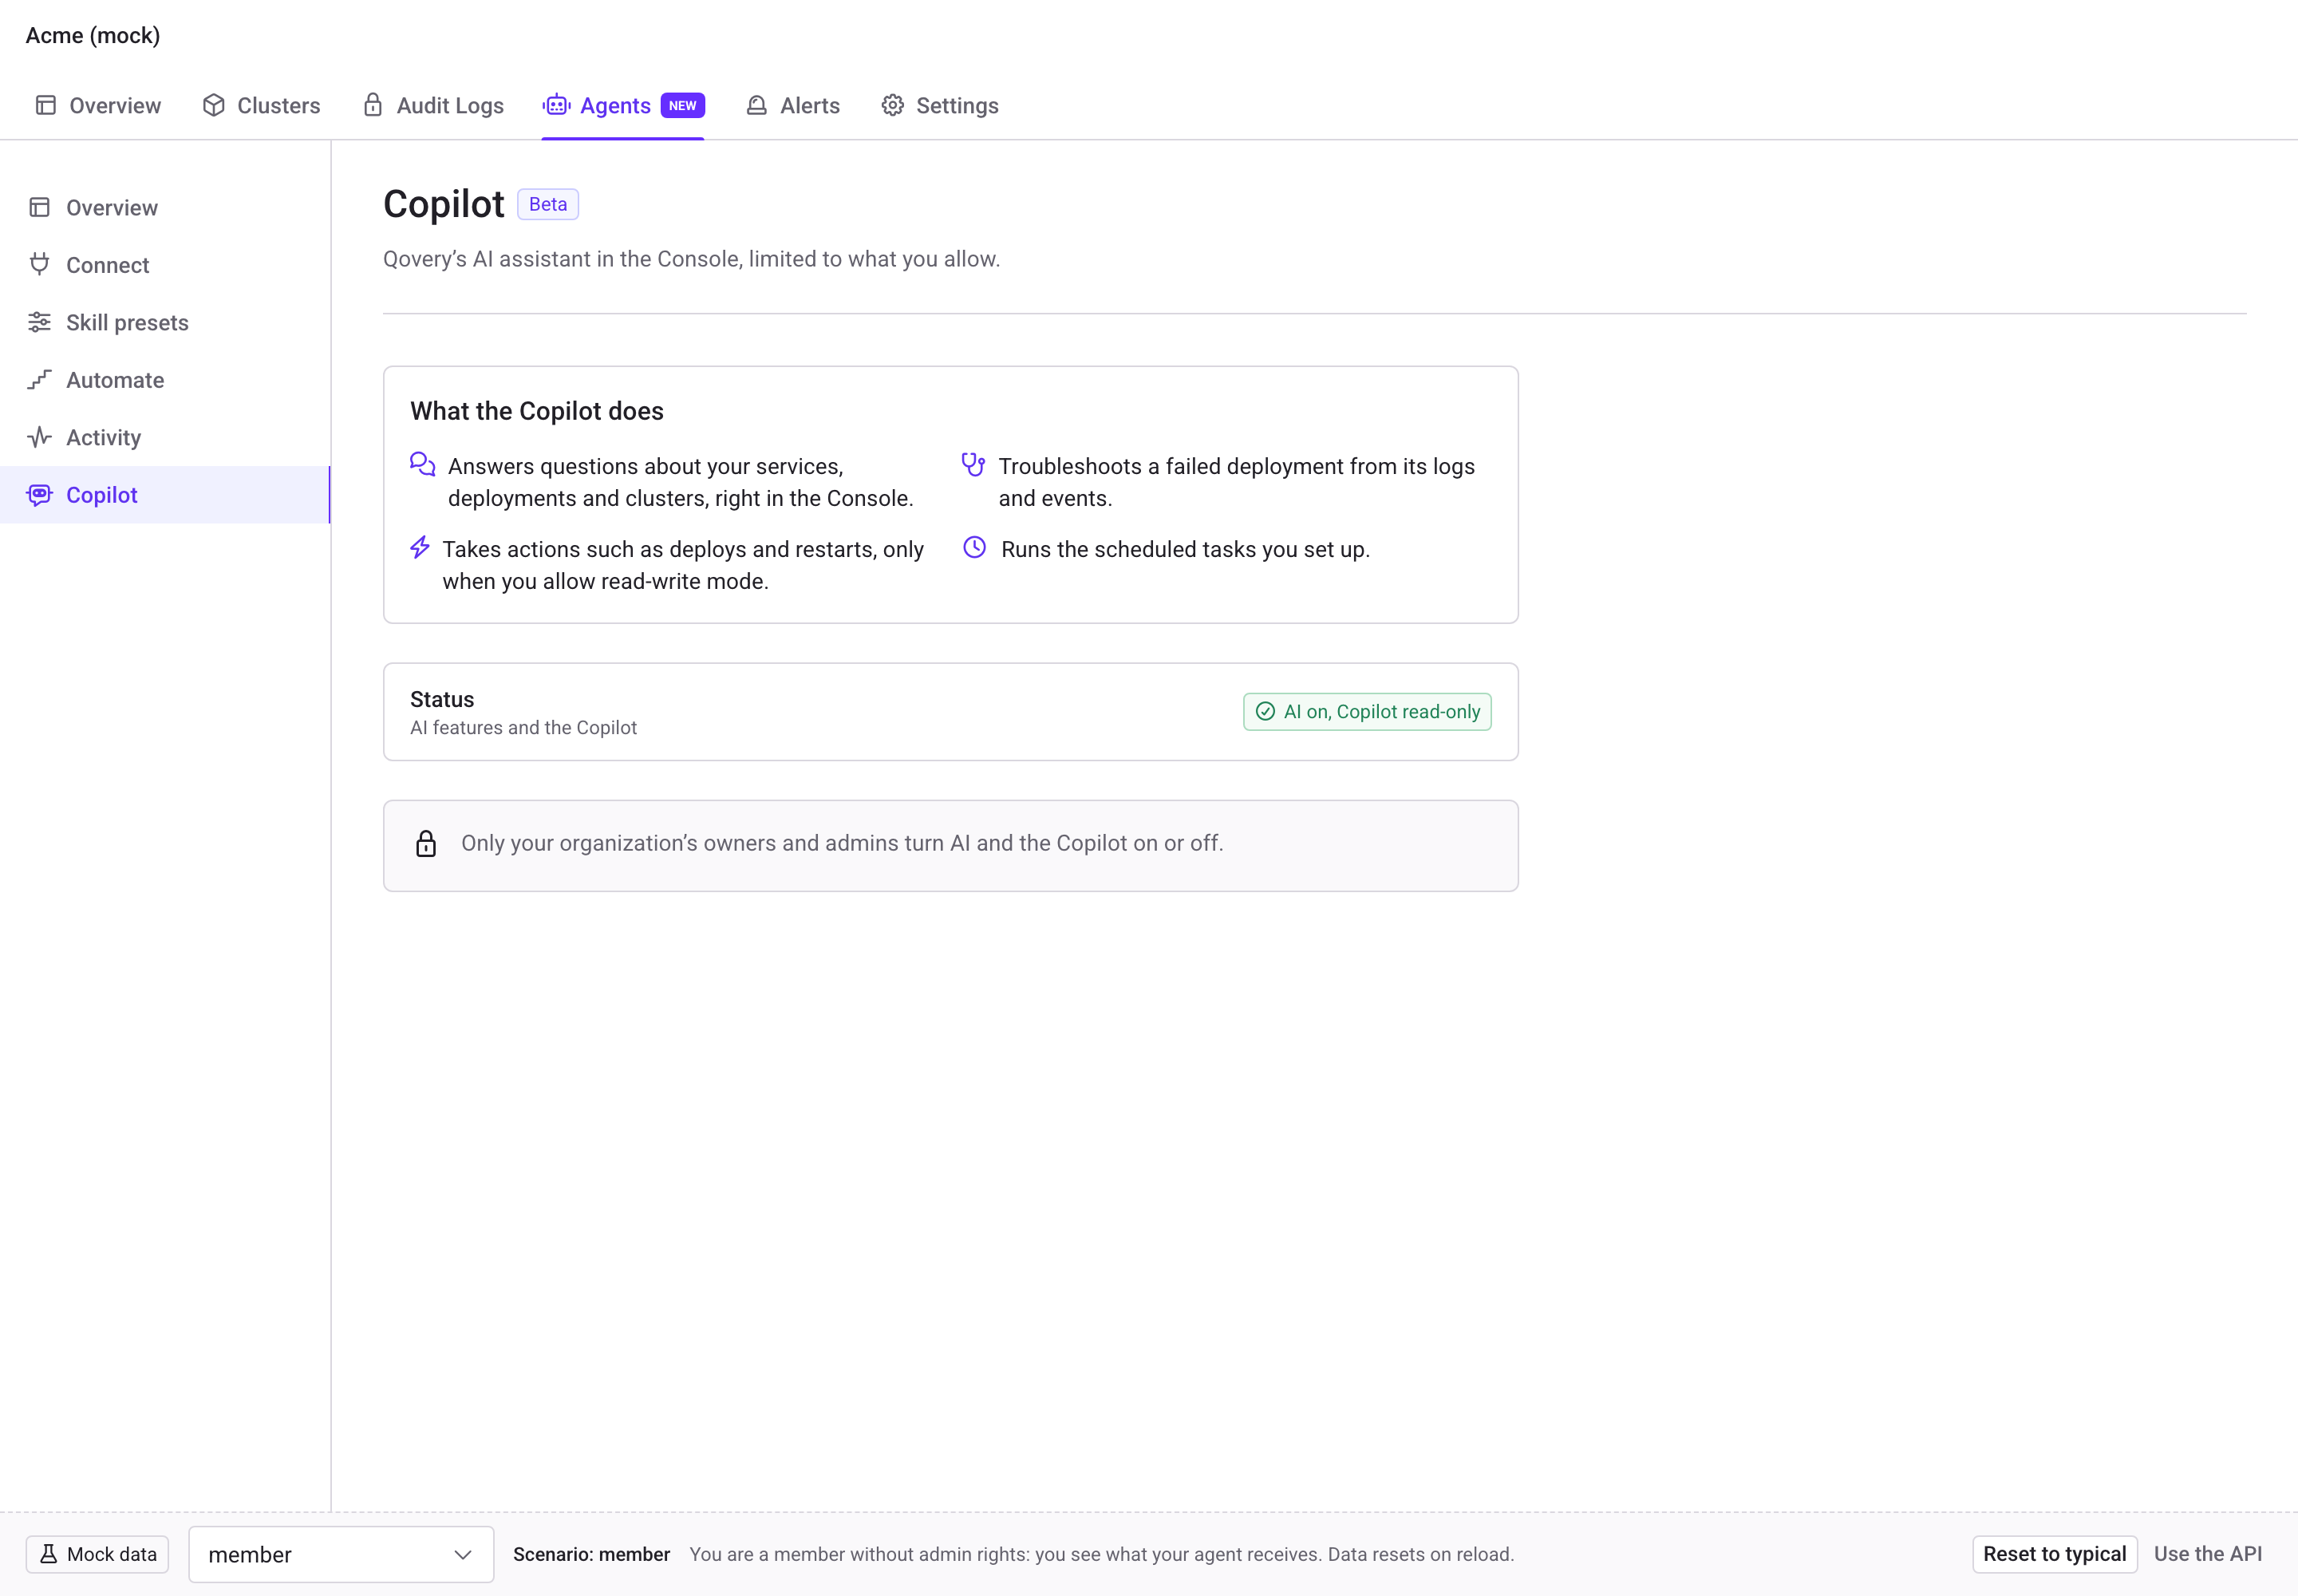 Acme (mock)
Overview
Clusters
Audit Logs
Agents NEW
Alerts
Settings
Overview
Connect
Skill presets
Automate
Activity
Copilot
Copilot Beta
Qovery’s AI assistant in the Console, limited to what you allow.
What the Copilot does
Answers questions about your services,
deployments and clusters, right in the Console.
Troubleshoots a failed deployment from its logs
and events.
Takes actions such as deploys and restarts, only
when you allow read-write mode.
Runs the scheduled tasks you set up.
Status
AI features and the Copilot
AI on, Copilot read-only
Only your organization’s owners and admins turn AI and the Copilot on or off.
Mock data
member
Scenario: member You are a member without admin rights: you see what your agent receives. Data resets on reload.
Reset to typical
Use the API